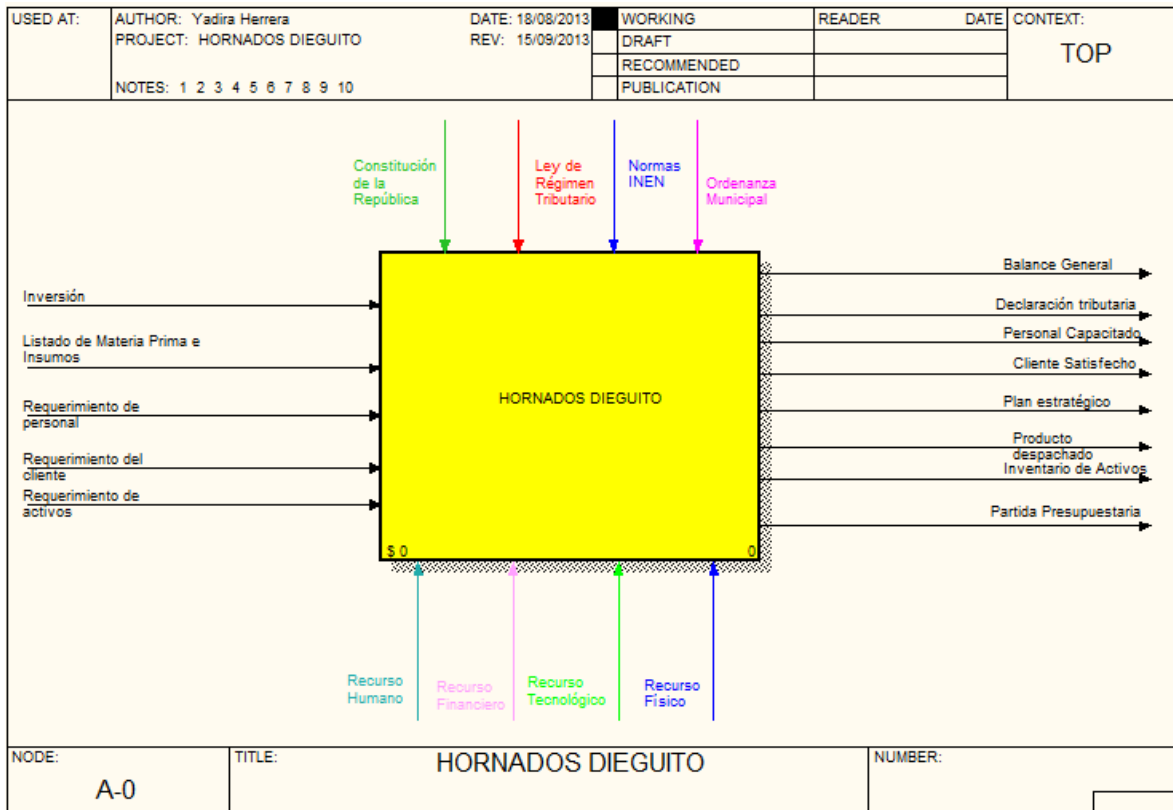 USED AT:
AUTHOR: Yadira Herrera
DATE: 18/08/2013
WORKING
READER
DATE
CONTEXT:
PROJECT: HORNADOS DIEGUITO
REV: 15/09/2013
DRAFT
TOP
RECOMMENDED
NOTES: 1 2 3 4 5 6 7 8 9 10
PUBLICATION
Constitución
de la
República
Ley de
Régimen
Tributario
Normas
INEN
Ordenanza
Municipal
Inversión
Listado de Materia Prima e
Insumos
Requerimiento de
personal
Requerimiento del
cliente
Requerimiento de
activos
HORNADOS DIEGUITO
$ 0
0
Balance General
Declaración tributaria
Personal Capacitado
Cliente Satisfecho
Plan estratégico
Producto
despachado
Inventario de Activos
Partida Presupuestaria
Recurso
Humano
Recurso
Financiero
Recurso
Tecnológico
Recurso
Físico
NODE:
A-0
TITLE:
HORNADOS DIEGUITO
NUMBER: